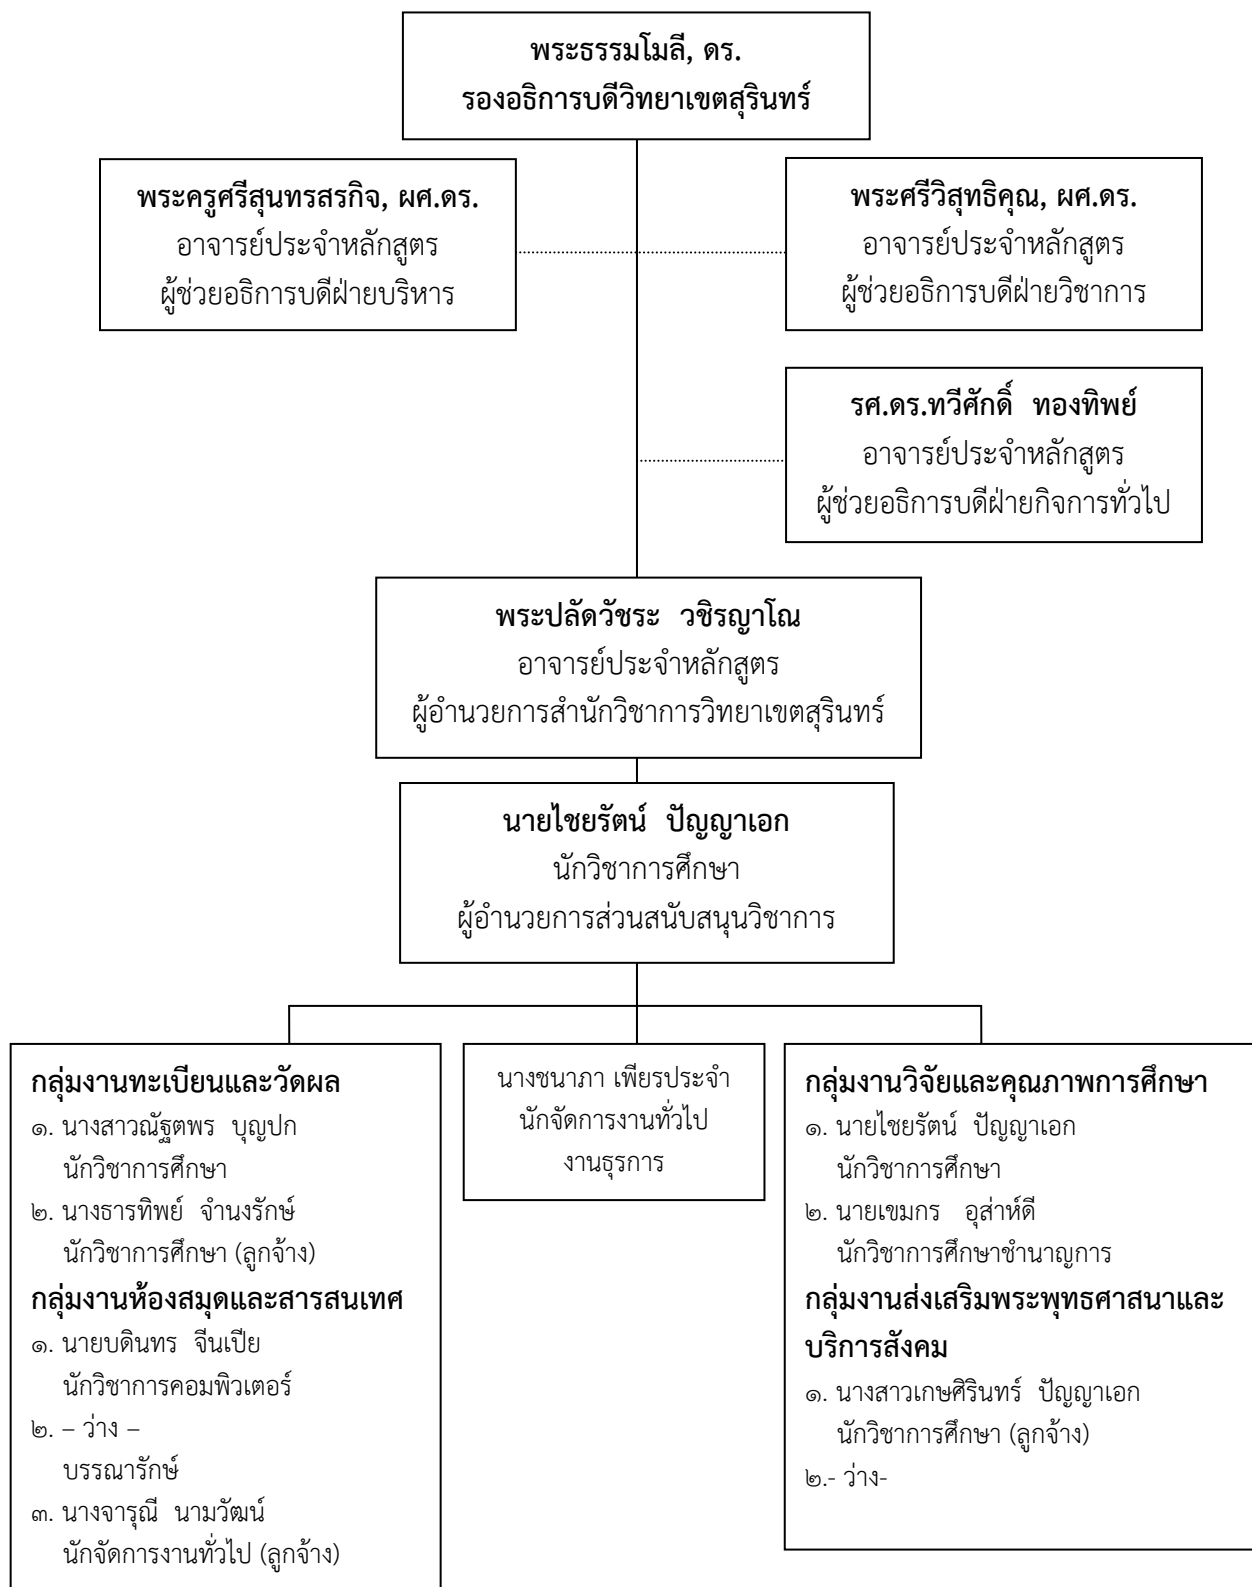 พระธรรมโมลี, ดร.
รองอธิการบดีวิทยาเขตสุรินทร์
พระครูศรีสุนทรสรกิจ, ผศ.ดร.
อาจารย์ประจำหลักสูตร
ผู้ช่วยอธิการบดีฝ่ายบริหาร
พระศรีวิสุทธิคุณ, ผศ.ดร.
อาจารย์ประจำหลักสูตร
ผู้ช่วยอธิการบดีฝ่ายวิชาการ
รศ.ดร.ทวีศักดิ์ ทองทิพย์
อาจารย์ประจำหลักสูตร
ผู้ช่วยอธิการบดีฝ่ายกิจการทั่วไป
พระปลัดวัชระ วชิรญาโณ
อาจารย์ประจำหลักสูตร
ผู้อำนวยการสำนักวิชาการวิทยาเขตสุรินทร์
นายไชยรัตน์ ปัญญาเอก
นักวิชาการศึกษา
ผู้อำนวยการส่วนสนับสนุนวิชาการ
กลุ่มงานทะเบียนและวัดผล
๑. นางสาวณัฐตพร บุญปก
นักวิชาการศึกษา
๒. นางธารทิพย์ จำนงรักษ์
นักวิชาการศึกษา (ลูกจ้าง)
กลุ่มงานห้องสมุดและสารสนเทศ
๑. นายบดินทร จีนเปีย
นักวิชาการคอมพิวเตอร์
๒. – ว่าง –
บรรณารักษ์
๓. นางจารุณี นามวัฒน์
นักจัดการงานทั่วไป (ลูกจ้าง)
นางชนาภา เพียรประจำ
นักจัดการงานทั่วไป
งานธุรการ
กลุ่มงานวิจัยและคุณภาพการศึกษา
๑. นายไชยรัตน์ ปัญญาเอก
นักวิชาการศึกษา
๒. นายเขมกร อุส่าห์ดี
นักวิชาการศึกษาชำนาญการ
กลุ่มงานส่งเสริมพระพุทธศาสนาและ
บริการสังคม
๑. นางสาวเกษศิรินทร์ ปัญญาเอก
นักวิชาการศึกษา (ลูกจ้าง)
๒.- ว่าง-